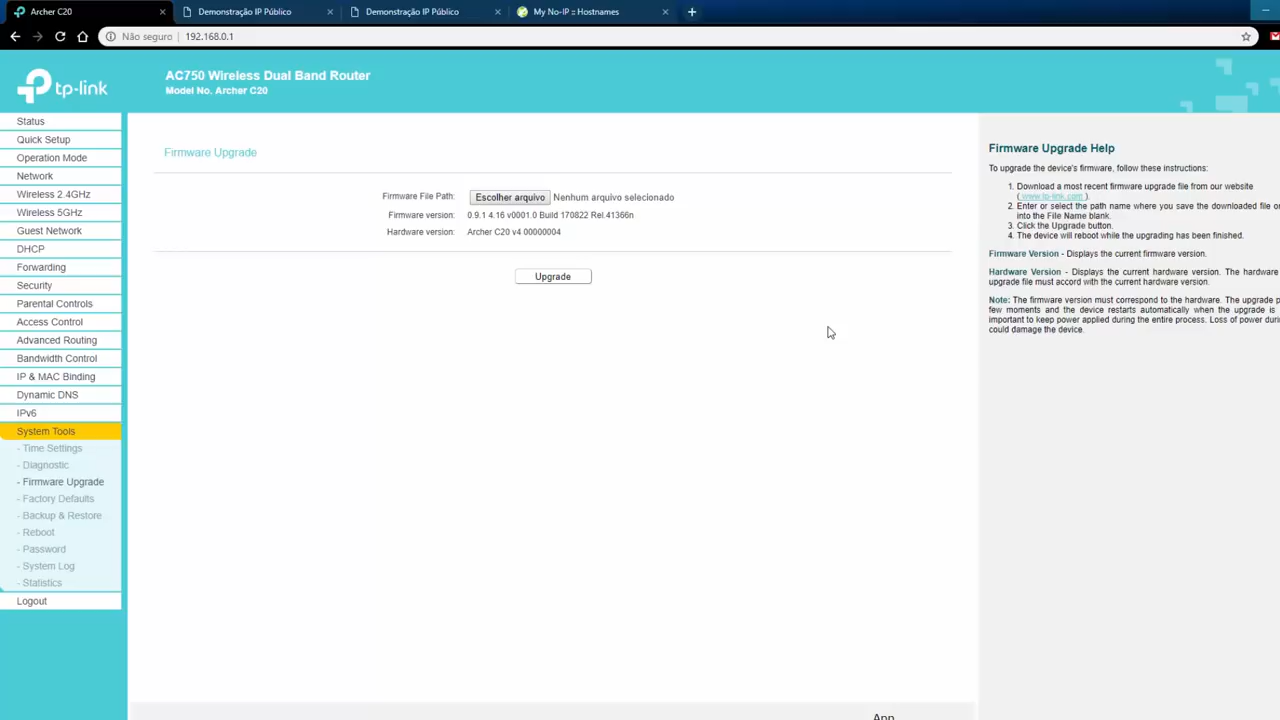 Archer C20
Demonstração IP Público
Demonstração IP Público
My No-IP :: Hostnames
Não seguro
192.168.0.1
tp-link
AC750 Wireless Dual Band Router
Model No. Archer C20
Status
Quick Setup
Operation Mode
Network
Wireless 2.4GHz
Wireless 5GHz
Guest Network
DHCP
Forwarding
Security
Parental Controls
Access Control
Advanced Routing
Bandwidth Control
IP & MAC Binding
Dynamic DNS
IPv6
System Tools
- Time Settings
- Diagnostic
- Firmware Upgrade
- Factory Defaults
- Backup & Restore
- Reboot
- Password
- System Log
- Statistics
Logout
Firmware Upgrade
Firmware File Path: Escolher arquivo Nenhum arquivo selecionado
Firmware version: 0.9.1 4.16 v0001.0 Build 170822 Rel.41366n
Hardware version: Archer C20 v4 00000004
Upgrade
App
Firmware Upgrade Help
To upgrade the device's firmware, follow these instructions:
1. Download a most recent firmware upgrade file from our website
( www.tp-link.com ).
2. Enter or select the path name where you save the downloaded file
into the File Name blank.
3. Click the Upgrade button.
4. The device will reboot while the upgrading has been finished.
Firmware Version - Displays the current firmware version.
Hardware Version - Displays the current hardware version. The hardware
upgrade file must accord with the current hardware version.
Note: The firmware version must correspond to the hardware. The upgrade
few moments and the device restarts automatically when the upgrade is
important to keep power applied during the entire process. Loss of power
could damage the device.